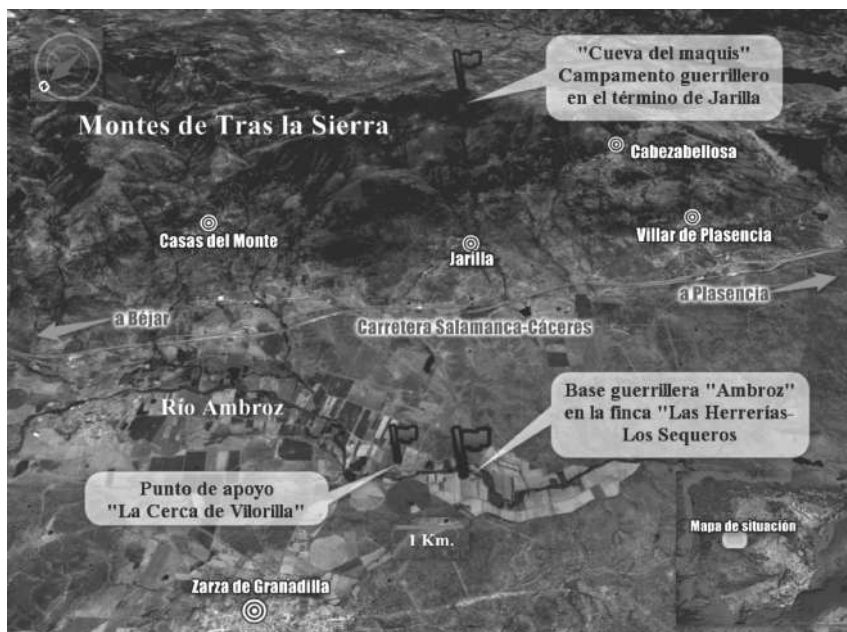 "Cueva del maquis"
Campamento guerrillero
en el término de Jarilla
Montes de Tras la Sierra
Cabezabellosa
Casas del Monte
Villar de Plasencia
Jarilla
a Plasencia
a Béjar
Carretera Salamanca-Cáceres
Base guerrillera "Ambroz"
en la finca "Las Herrerías-
Los Sequeros
Río Ambroz
Punto de apoyo
"La Cerca de Vilorilla"
Mapa de situación
1 Km.
Zarza de Granadilla